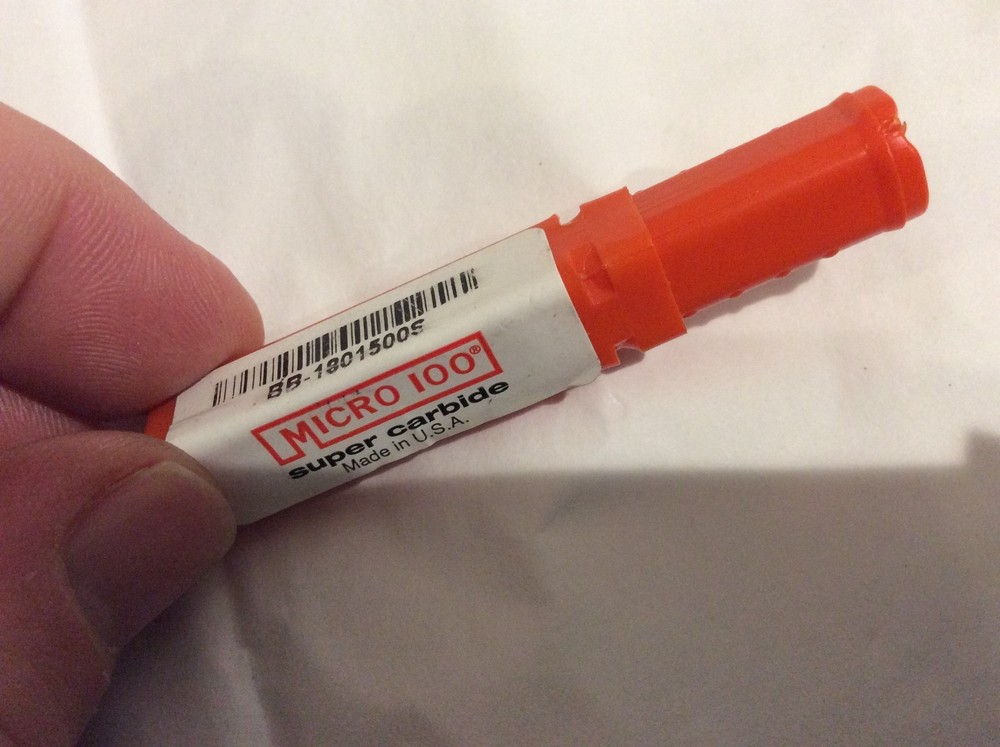 BB-1801500S
MICRO 100®
super carbide
Made in U.S.A.